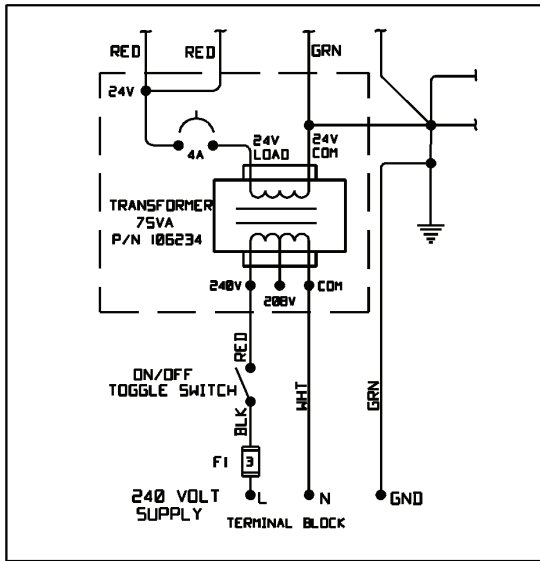 RED
RED
GRN
24V
4A
24V
LOAD
24V
COM
TRANSFORMER
75VA
P/N 106234
240V
208V
COM
RED
ON/OFF
TOGGLE SWITCH
BLK
WHT
GRN
F1
3
240 VOLT
SUPPLY
L
N
GND
TERMINAL BLOCK